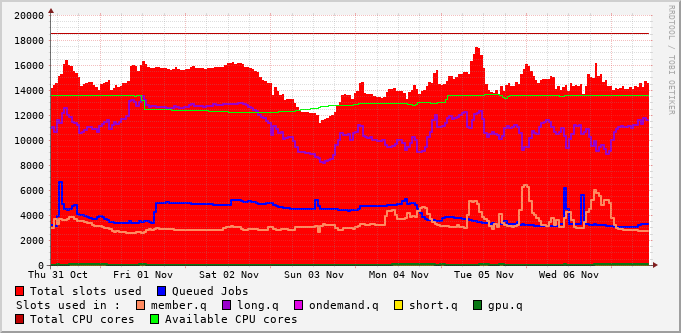 20000
18000
16000
14000
12000
10000
8000
6000
4000
2000
0
Thu 31 Oct Fri 01 Nov Sat 02 Nov Sun 03 Nov Mon 04 Nov Tue 05 Nov Wed 06 Nov
Total slots used Queued Jobs
Slots used in : member.q long.q ondemand.q short.q gpu.q
Total CPU cores Available CPU cores
RRDTOOL / TOBI OETIKER